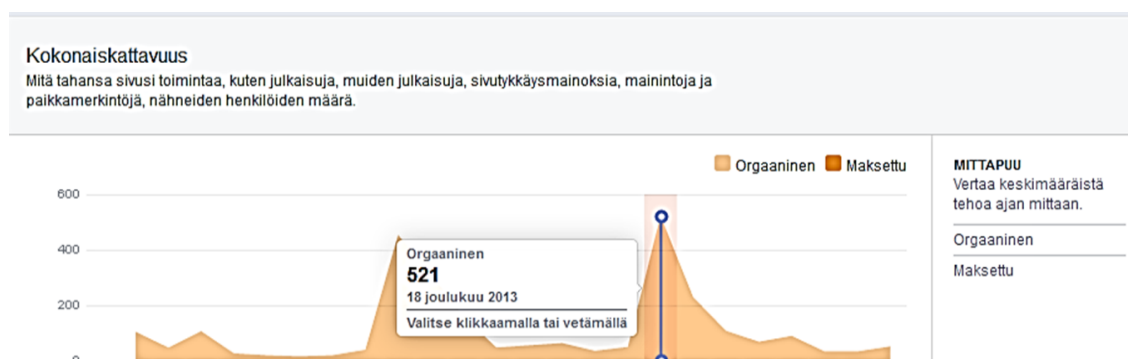 Kokonaiskattavuus
Mitä tahansa sivusi toimintaa, kuten julkaisuja, muiden julkaisuja, sivutykkäysmainoksia, mainintoja ja
paikkamerkintöjä, nähneiden henkilöiden määrä.
Orgaaninen Maksettu
MITTAPUU
Vertaa keskimääräistä
tehoa ajan mittaan.
Orgaaninen
Maksettu
600
400
200
0
Orgaaninen
521
18 joulukuu 2013
Valitse klikkaamalla tai vetämällä